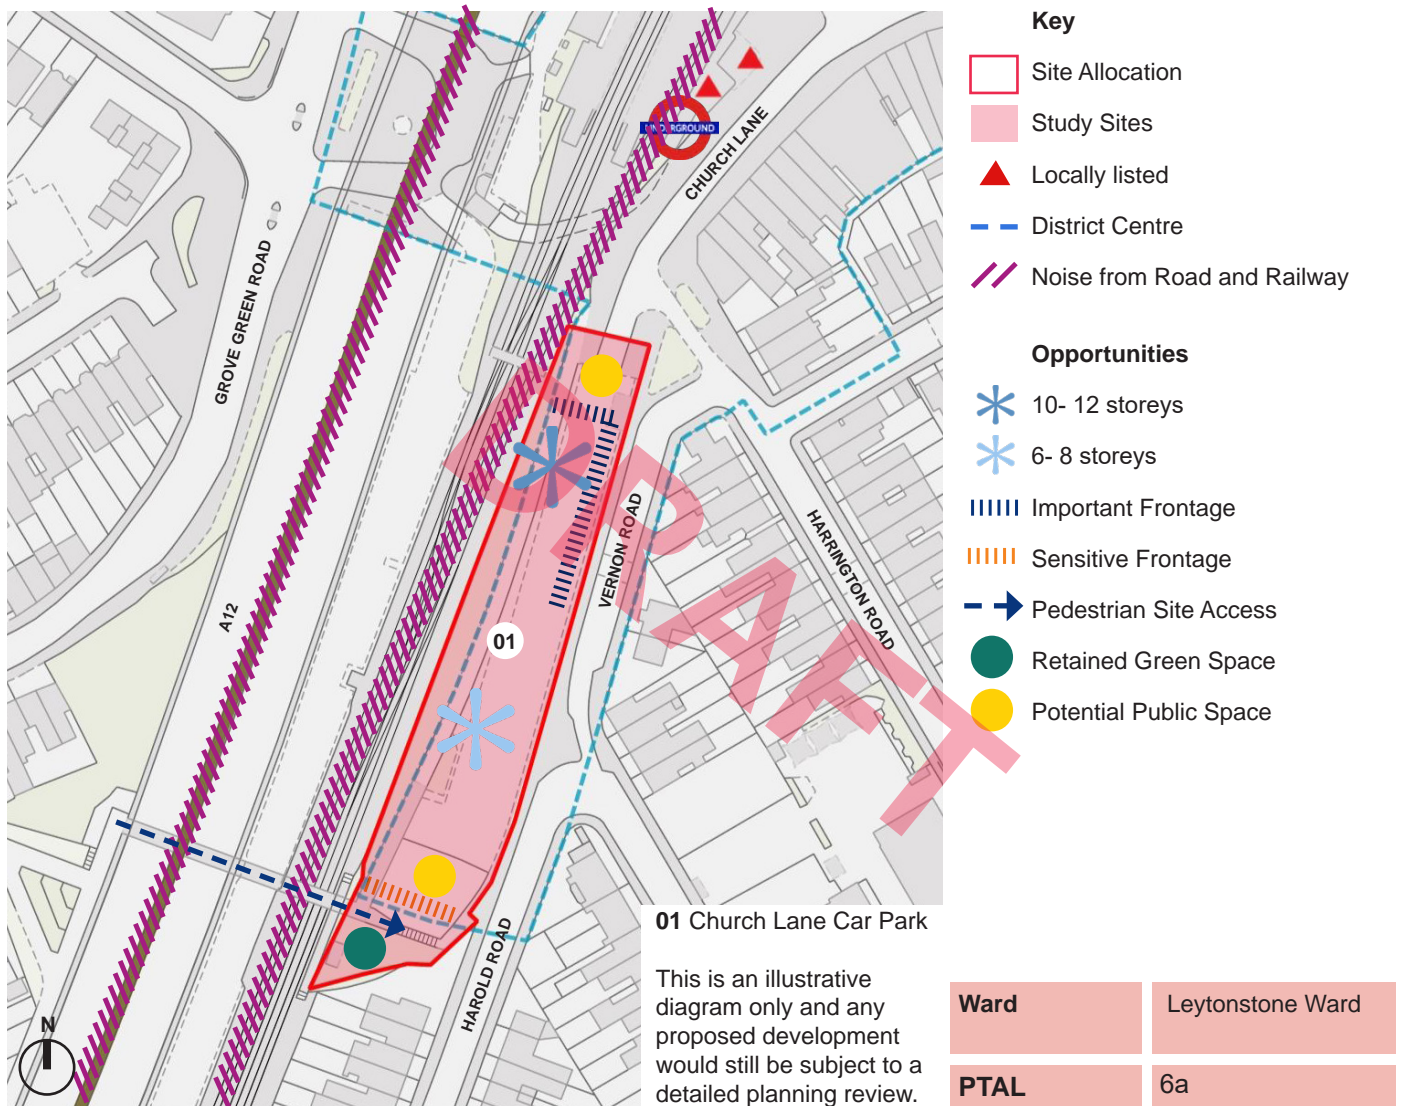 Key
Site Allocation
Study Sites
Locally listed
District Centre
Noise from Road and Railway
Opportunities
10- 12 storeys
6- 8 storeys
Important Frontage
Sensitive Frontage
Pedestrian Site Access
Retained Green Space
Potential Public Space
UNDERGROUND
CHURCH LANE
GROVE GREEN ROAD
A12
VERNON ROAD
HARRINGTON ROAD
HAROLD ROAD
01
DRAFT
N
01 Church Lane Car Park
This is an illustrative
diagram only and any
proposed development
would still be subject to a
detailed planning review.
Ward
Leytonstone Ward
PTAL
6a